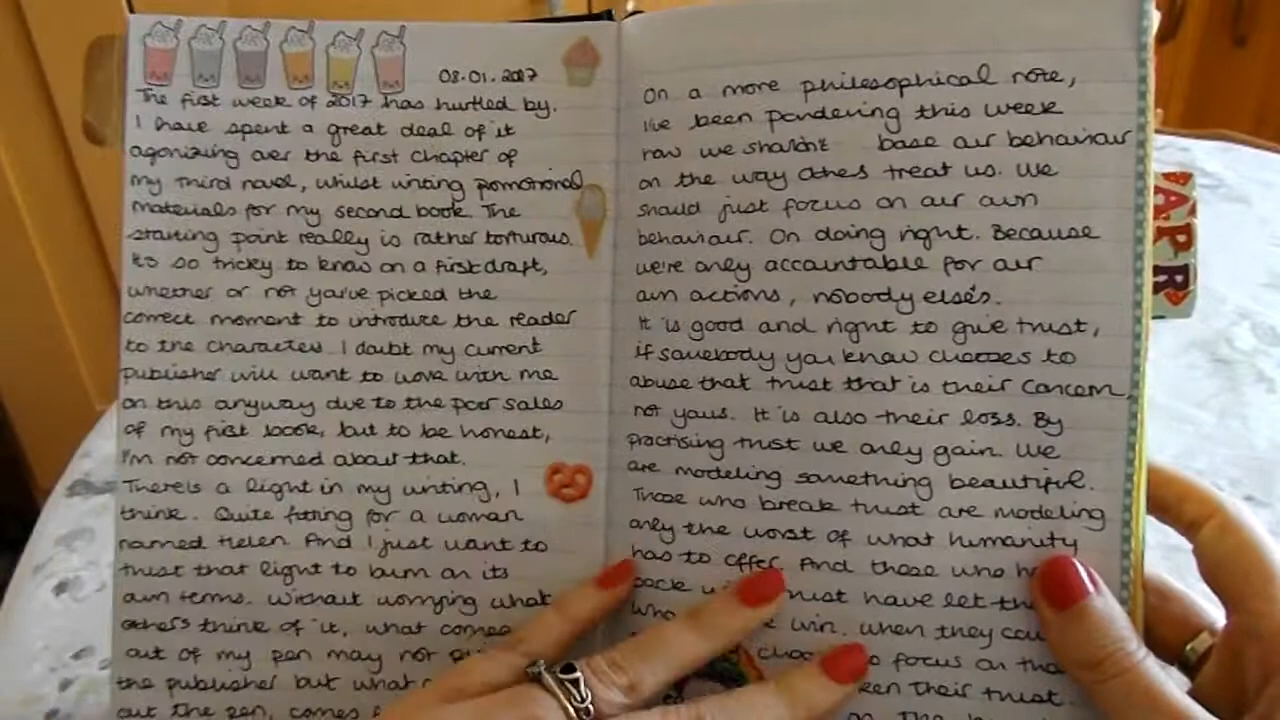 08.01.2017
The first week of 2017 has hurtled by.
I have spent a great deal of it
agonizing over the first chapter of
my third novel, whilst writing pomotional
materials for my second book. The
starting point really is rather torturous.
It's so tricky to know on a first draft,
whether or not you've picked the
correct moment to introduce the reader
to the character. I doubt my current
publisher will want to work with me
on this anyway due to the poor sales
of my first book, but to be honest,
I'm not concerned about that.
There's a light in my writing, I
think. Quite fitting for a woman
named Helen. And I just want to
trust that light to burn on its
own terms. Without worrying what
others think of it, what comes
out of my pen may not
the publisher but what
out the pen, comes
On a more philosophical note,
I've been pondering this week
how we shouldn't base our behaviour
on the way others treat us. We
should just focus on our own
behaviour. On doing right. Because
we're only accountable for our
own actions, nobody else's.
It is good and right to give trust,
if somebody you know chooses to
abuse that trust that is their concern,
not yours. It is also their loss. By
practising trust we only gain. We
are modeling something beautiful.
Those who break trust are modeling
only the worst of what humanity
has to offer. And those who
back trust have let
who win. When they
to focus on
their trust.
ARR